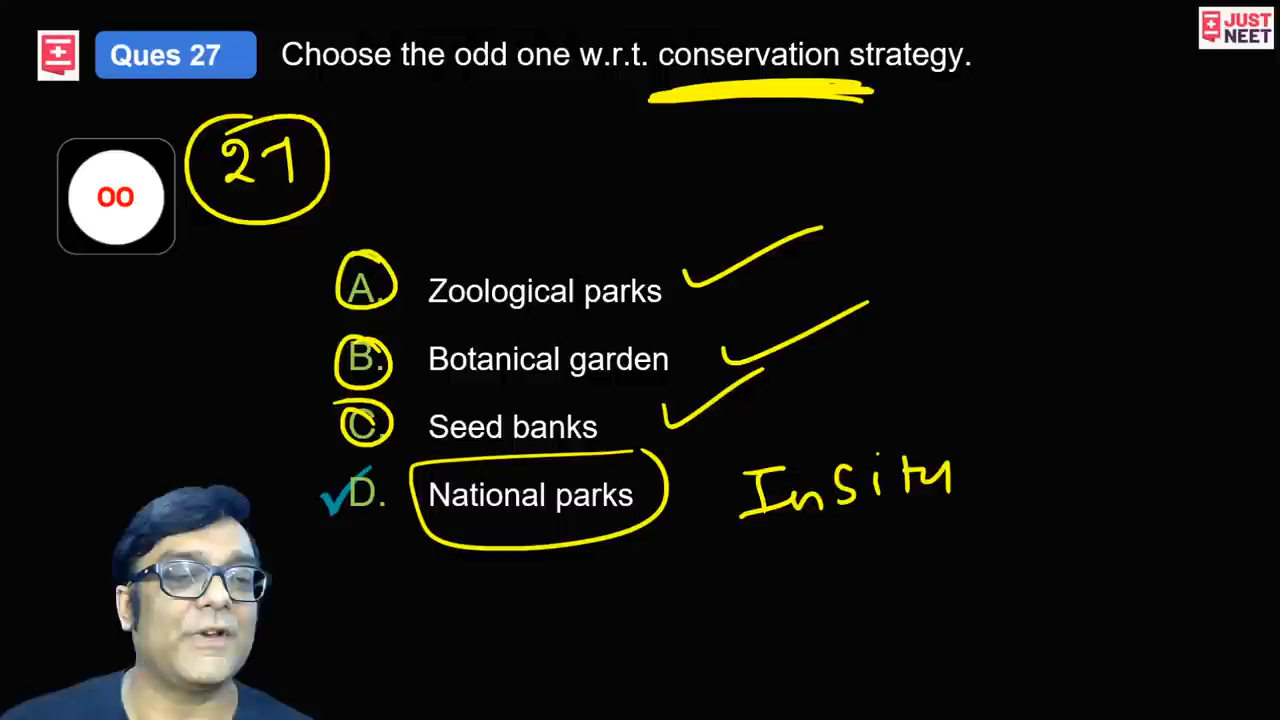 JUST
NEET
Ques 27 Choose the odd one w.r.t. conservation strategy.
27
00
A. Zoological parks
B. Botanical garden
C. Seed banks
D. National parks Insitu